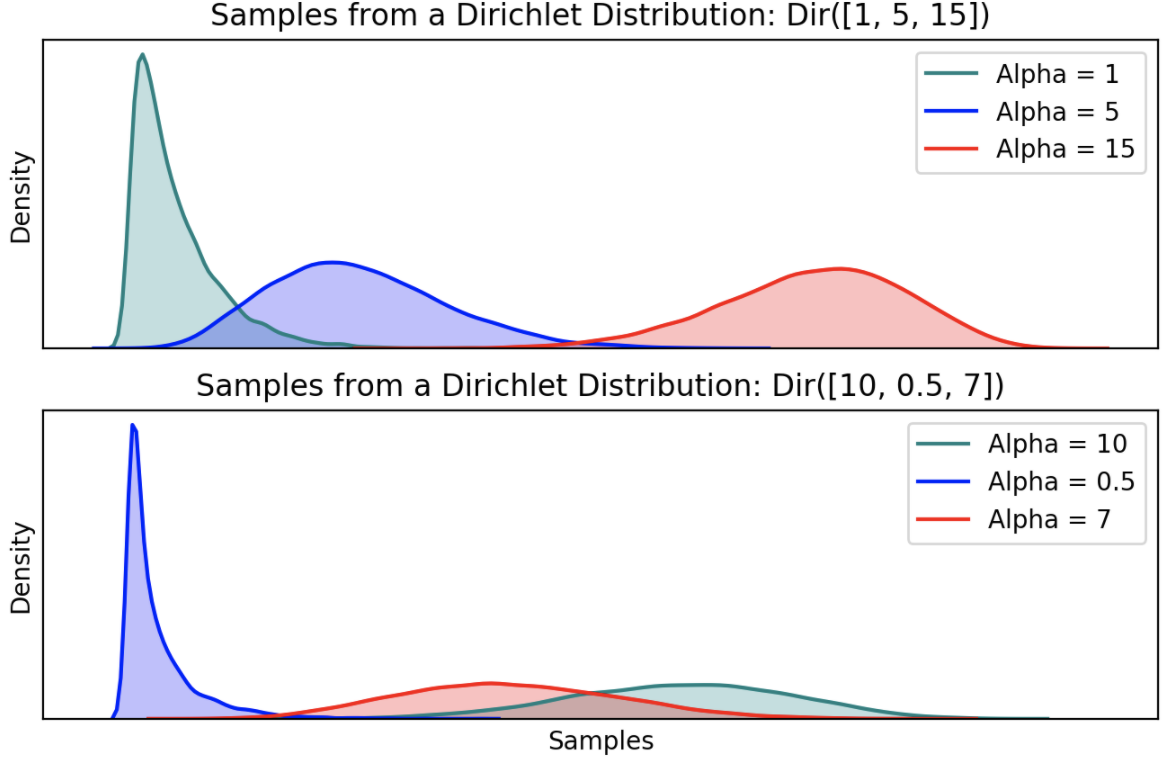 Samples from a Dirichlet Distribution: Dir([1, 5, 15])
Density
Alpha = 1
Alpha = 5
Alpha = 15
Samples from a Dirichlet Distribution: Dir([10, 0.5, 7])
Density
Alpha = 10
Alpha = 0.5
Alpha = 7
Samples